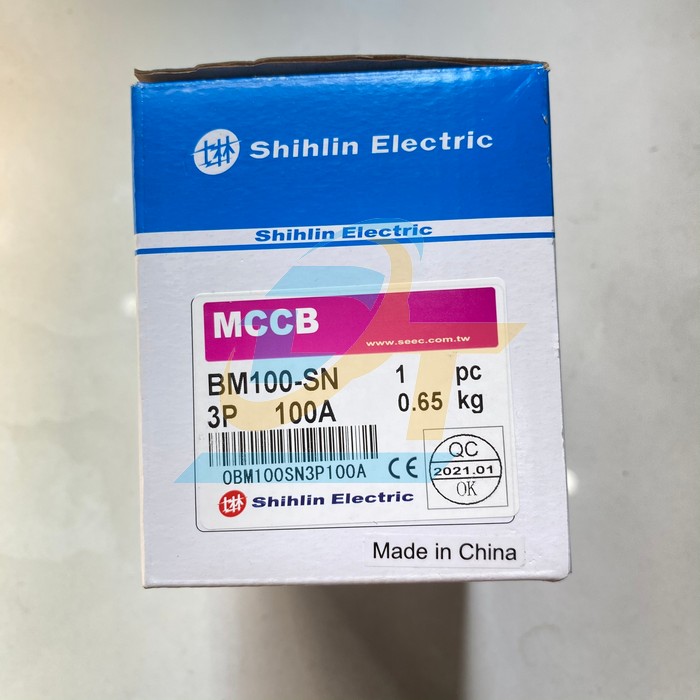 士林 Shihlin Electric
Shihlin Electric
MCCB
www.seec.com.tw
BM100-SN 1 pc
3P 100A 0.65 kg
0BM100SN3P100A CE
QC
2021.01
OK
士林 Shihlin Electric
Made in China
DT